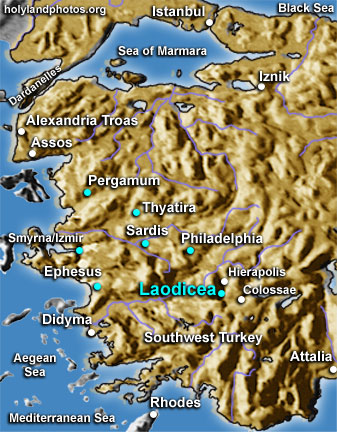 holylandphotos.org
Istanbul
Black Sea
Sea of Marmara
Dardanelles
Iznik
Alexandria Troas
Assos
Pergamum
Thyatira
Sardis
Smyrna/Izmir
Philadelphia
Ephesus
Hierapolis
Laodicea
Colossae
Didyma
Southwest Turkey
Aegean
Sea
Attalia
Rhodes
Mediterranean Sea